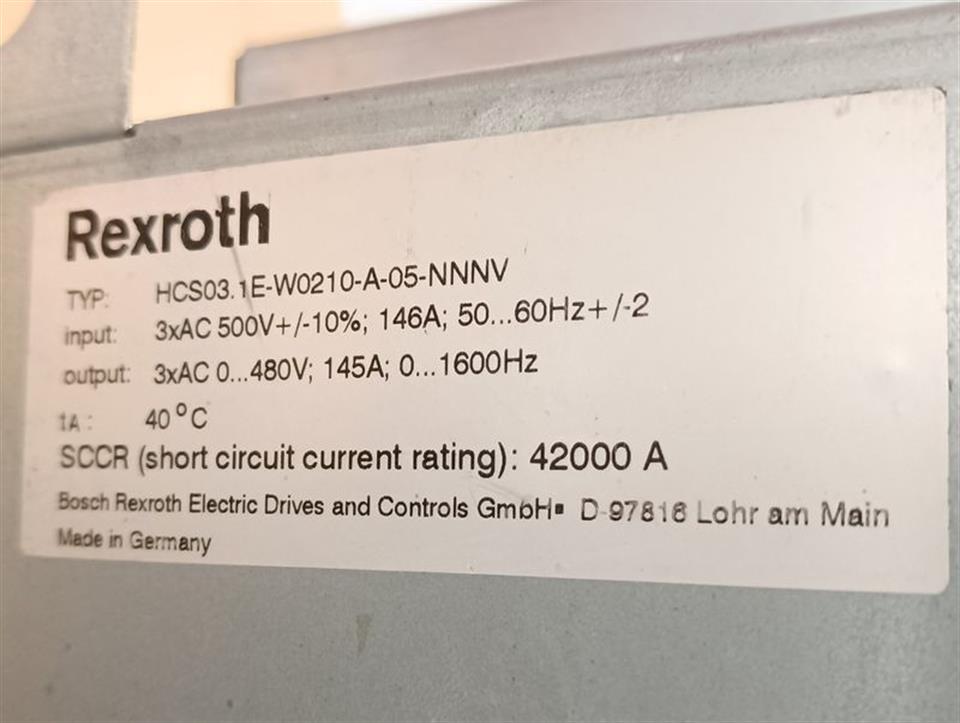 Rexroth
TYP: HCS03.1E-W0210-A-05-NNNV
input: 3xAC 500V+/-10%; 146A; 50...60Hz+/-2
output: 3xAC 0...480V; 145A; 0...1600Hz
tA: 40°C
SCCR (short circuit current rating): 42000 A
Bosch Rexroth Electric Drives and Controls GmbH▪ D-97816 Lohr am Main
Made in Germany